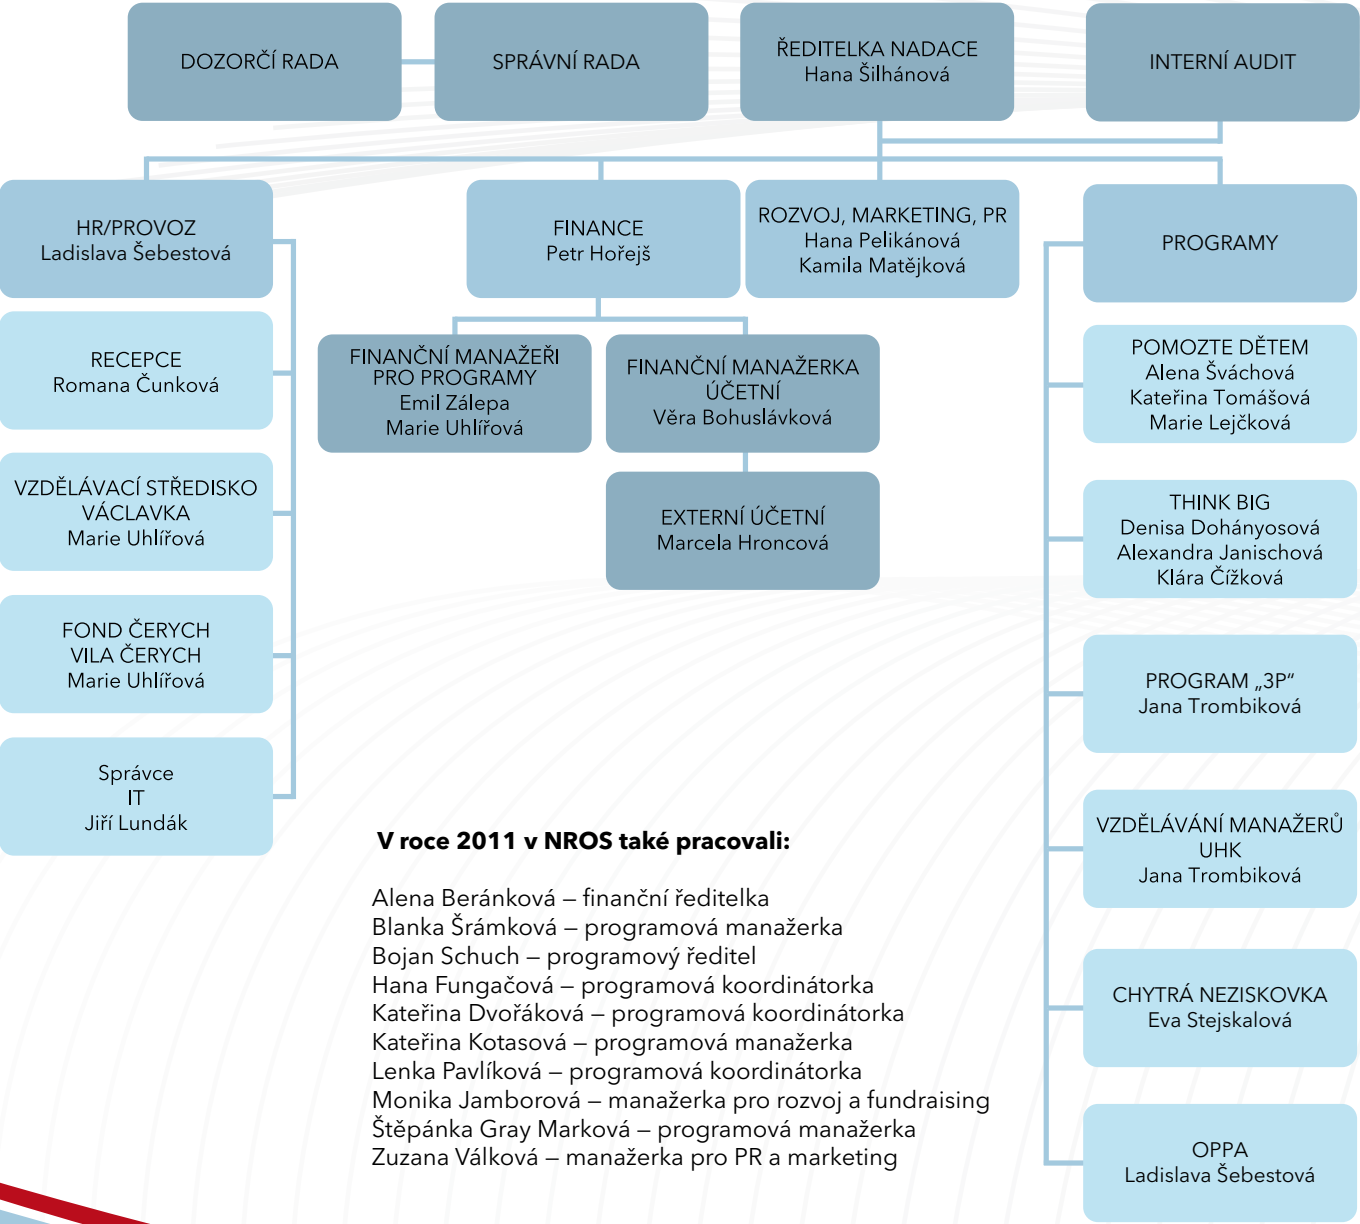 DOZORČÍ RADA
SPRÁVNÍ RADA
ŘEDITELKA NADACE
Hana Šilhánová
INTERNÍ AUDIT
HR/PROVOZ
Ladislava Šebestová
FINANCE
Petr Hořejš
ROZVOJ, MARKETING, PR
Hana Pelikánová
Kamila Matějková
PROGRAMY
RECEPCE
Romana Čunková
VZDĚLÁVACÍ STŘEDISKO
VÁCLAVKA
Marie Uhlířová
FOND ČERYCH
VILA ČERYCH
Marie Uhlířová
Správce
IT
Jiří Lundák
FINANČNÍ MANAŽEŘI
PRO PROGRAMY
Emil Zálepa
Marie Uhlířová
FINANČNÍ MANAŽERKA
ÚČETNÍ
Věra Bohuslávková
EXTERNÍ ÚČETNÍ
Marcela Hroncová
POMOZTE DĚTEM
Alena Šváchová
Kateřina Tomášová
Marie Lejčková
THINK BIG
Denisa Dohányosová
Alexandra Janischová
Klára Čížková
PROGRAM „3P“
Jana Trombiková
VZDĚLÁVÁNÍ MANAŽERŮ
UHK
Jana Trombiková
CHYTRÁ NEZISKOVKA
Eva Stejskalová
OPPA
Ladislava Šebestová
V roce 2011 v NROS také pracovali:
Alena Beránková – finanční ředitelka
Blanka Šrámková – programová manažerka
Bojan Schuch – programový ředitel
Hana Fungačová – programová koordinátorka
Kateřina Dvořáková – programová koordinátorka
Kateřina Kotasová – programová manažerka
Lenka Pavlíková – programová koordinátorka
Monika Jamborová – manažerka pro rozvoj a fundraising
Štěpánka Gray Marková – programová manažerka
Zuzana Válková – manažerka pro PR a marketing